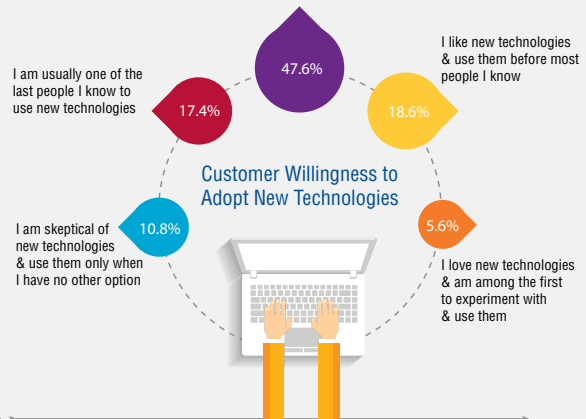 47.6%
I like new technologies
& use them before most
people I know
18.6%
I am usually one of the
last people I know to
use new technologies
17.4%
Customer Willingness to
Adopt New Technologies
I am skeptical of
new technologies
& use them only when
I have no other option
10.8%
5.6%
I love new technologies
& am among the first
to experiment with
& use them